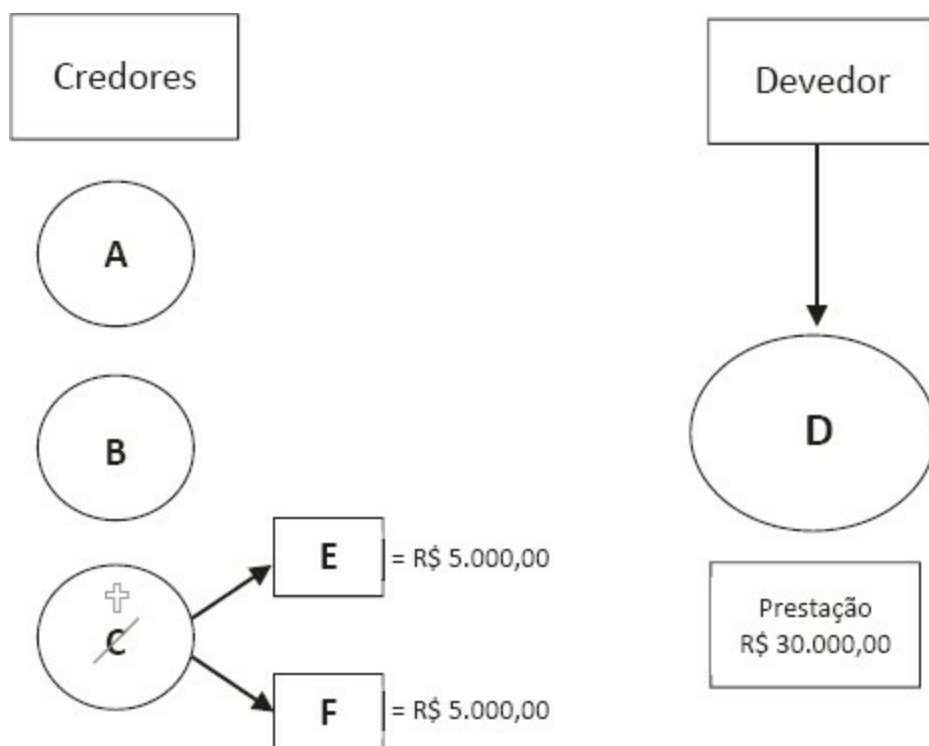 Credores
Devedor
A
B
D
E = R$ 5.000,00
C
Prestação
R$ 30.000,00
F = R$ 5.000,00